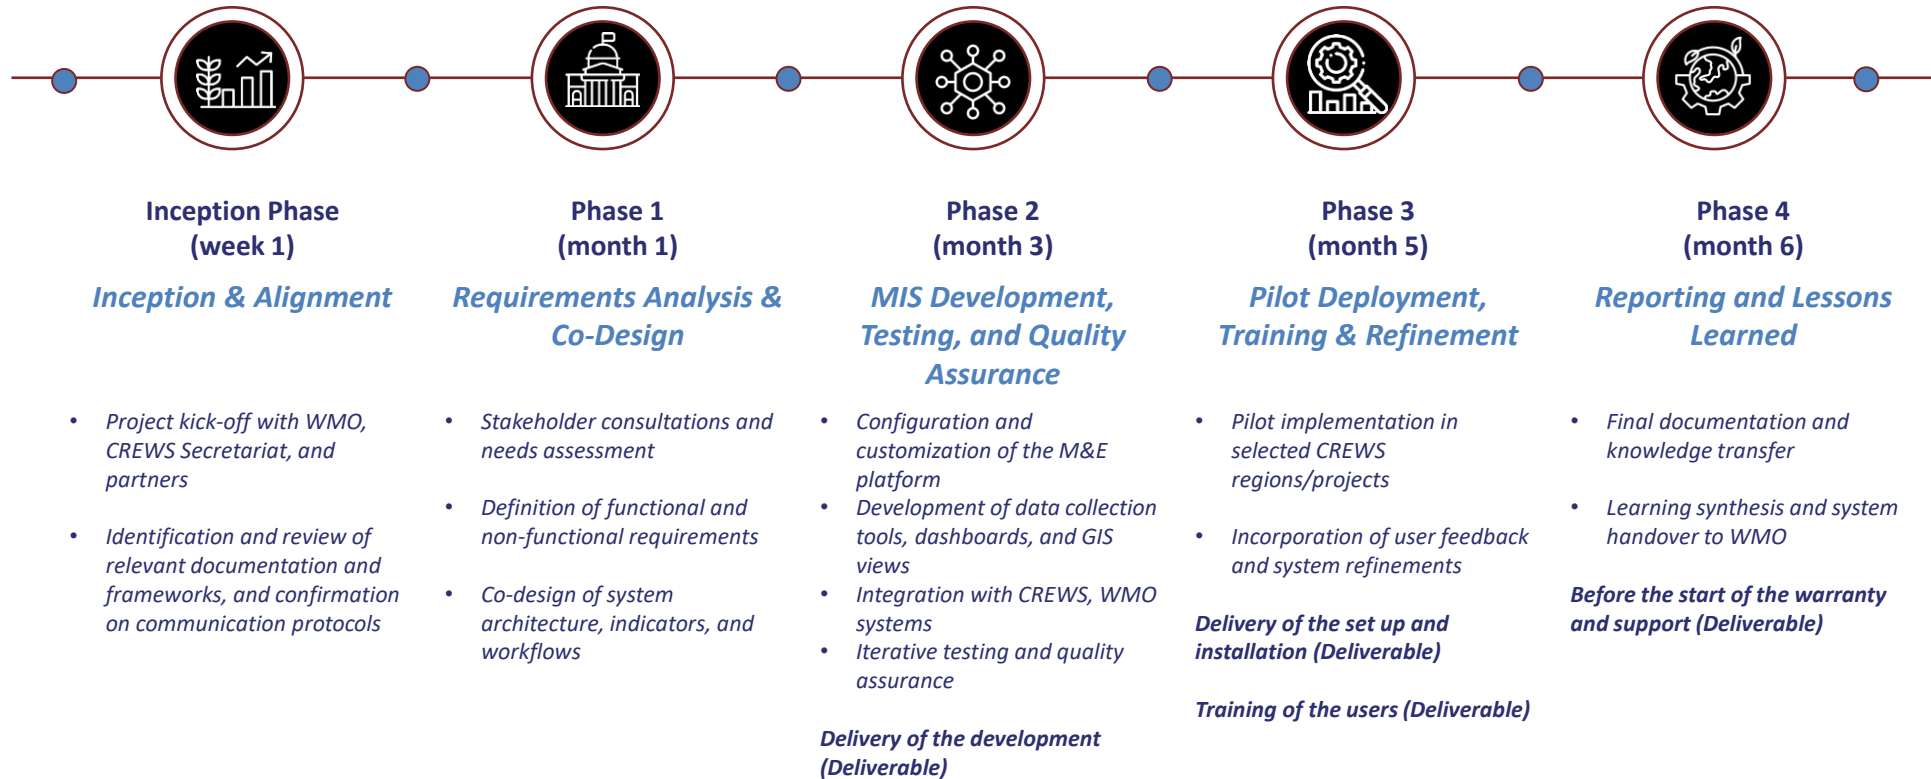 Inception Phase
(week 1)
Inception & Alignment
• Project kick-off with WMO,
CREWS Secretariat, and
partners
• Identification and review of
relevant documentation and
frameworks, and confirmation
on communication protocols
Phase 1
(month 1)
Requirements Analysis &
Co-Design
• Stakeholder consultations and
needs assessment
• Definition of functional and
non-functional requirements
• Co-design of system
architecture, indicators, and
workflows
Phase 2
(month 3)
MIS Development,
Testing, and Quality
Assurance
• Configuration and
customization of the M&E
platform
• Development of data collection
tools, dashboards, and GIS
views
• Integration with CREWS, WMO
systems
• Iterative testing and quality
assurance
Delivery of the development
(Deliverable)
Phase 3
(month 5)
Pilot Deployment,
Training & Refinement
• Pilot implementation in
selected CREWS
regions/projects
• Incorporation of user feedback
and system refinements
Delivery of the set up and
installation (Deliverable)
Training of the users (Deliverable)
Phase 4
(month 6)
Reporting and Lessons
Learned
• Final documentation and
knowledge transfer
• Learning synthesis and system
handover to WMO
Before the start of the warranty
and support (Deliverable)